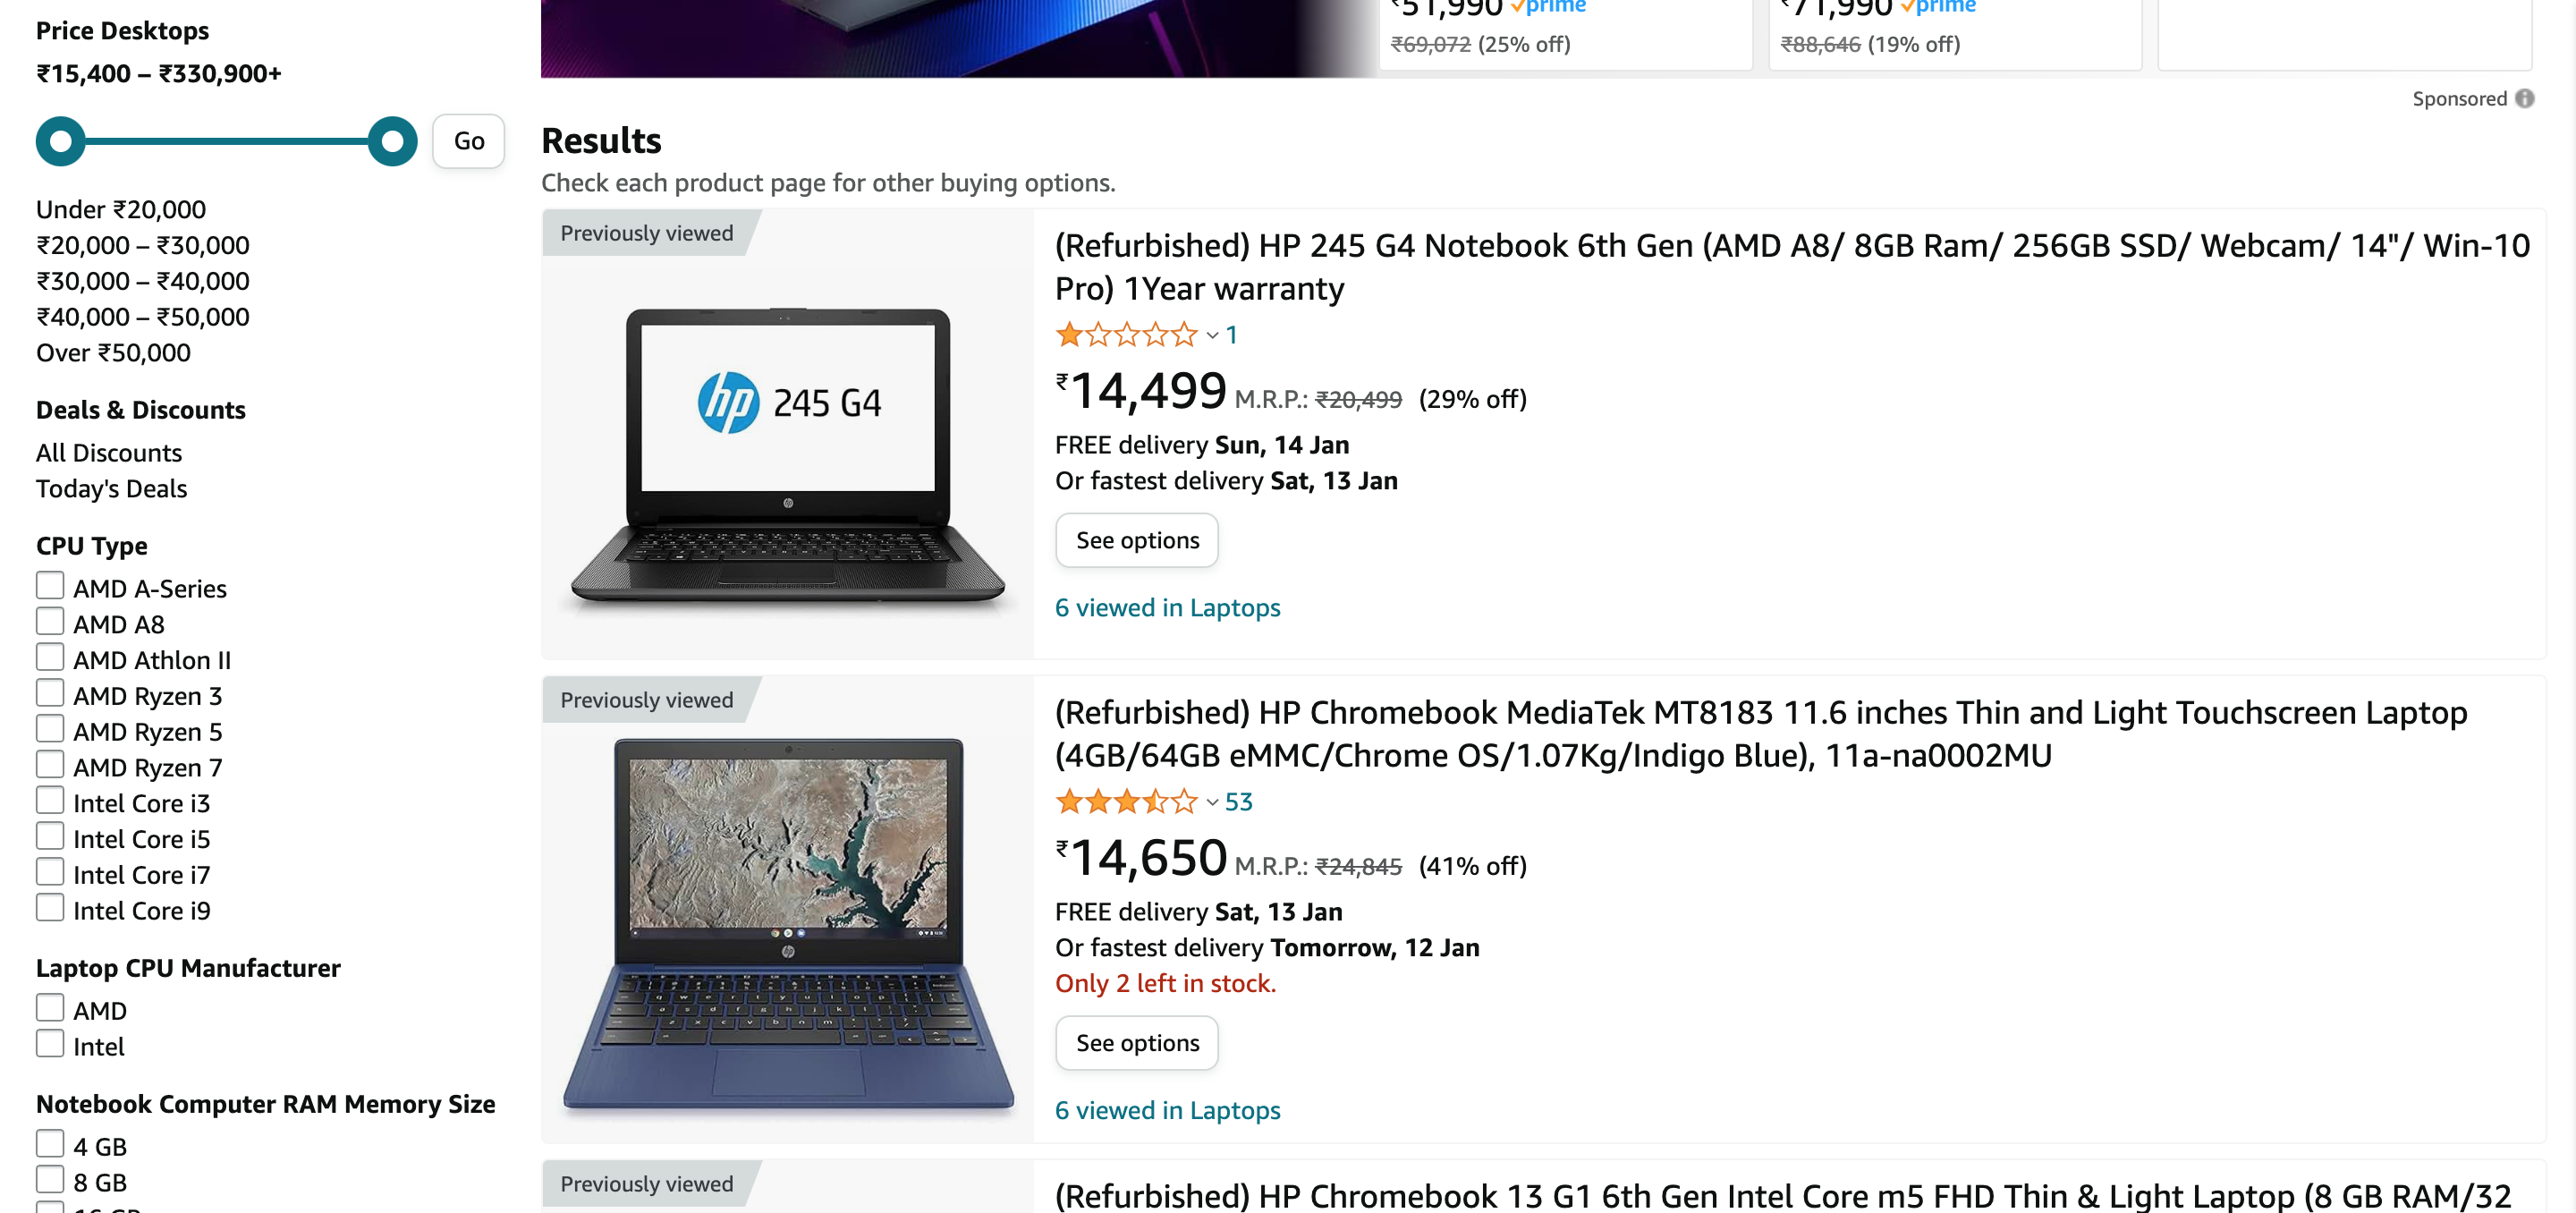 Price Desktops
₹15,400 – ₹330,900+
Go
Under ₹20,000
₹20,000 – ₹30,000
₹30,000 – ₹40,000
₹40,000 – ₹50,000
Over ₹50,000
Deals & Discounts
All Discounts
Today's Deals
CPU Type
AMD A-Series
AMD A8
AMD Athlon II
AMD Ryzen 3
AMD Ryzen 5
AMD Ryzen 7
Intel Core i3
Intel Core i5
Intel Core i7
Intel Core i9
Laptop CPU Manufacturer
AMD
Intel
Notebook Computer RAM Memory Size
4 GB
8 GB
16 GB
₹51,990 prime
₹69,072 (25% off)
₹71,990 prime
₹88,646 (19% off)
Sponsored
Results
Check each product page for other buying options.
Previously viewed
hp 245 G4
(Refurbished) HP 245 G4 Notebook 6th Gen (AMD A8/ 8GB Ram/ 256GB SSD/ Webcam/ 14"/ Win-10
Pro) 1Year warranty
1
₹14,499 M.R.P.: ₹20,499 (29% off)
FREE delivery Sun, 14 Jan
Or fastest delivery Sat, 13 Jan
See options
6 viewed in Laptops
Previously viewed
(Refurbished) HP Chromebook MediaTek MT8183 11.6 inches Thin and Light Touchscreen Laptop
(4GB/64GB eMMC/Chrome OS/1.07Kg/Indigo Blue), 11a-na0002MU
53
₹14,650 M.R.P.: ₹24,845 (41% off)
FREE delivery Sat, 13 Jan
Or fastest delivery Tomorrow, 12 Jan
Only 2 left in stock.
See options
6 viewed in Laptops
Previously viewed
(Refurbished) HP Chromebook 13 G1 6th Gen Intel Core m5 FHD Thin & Light Laptop (8 GB RAM/32